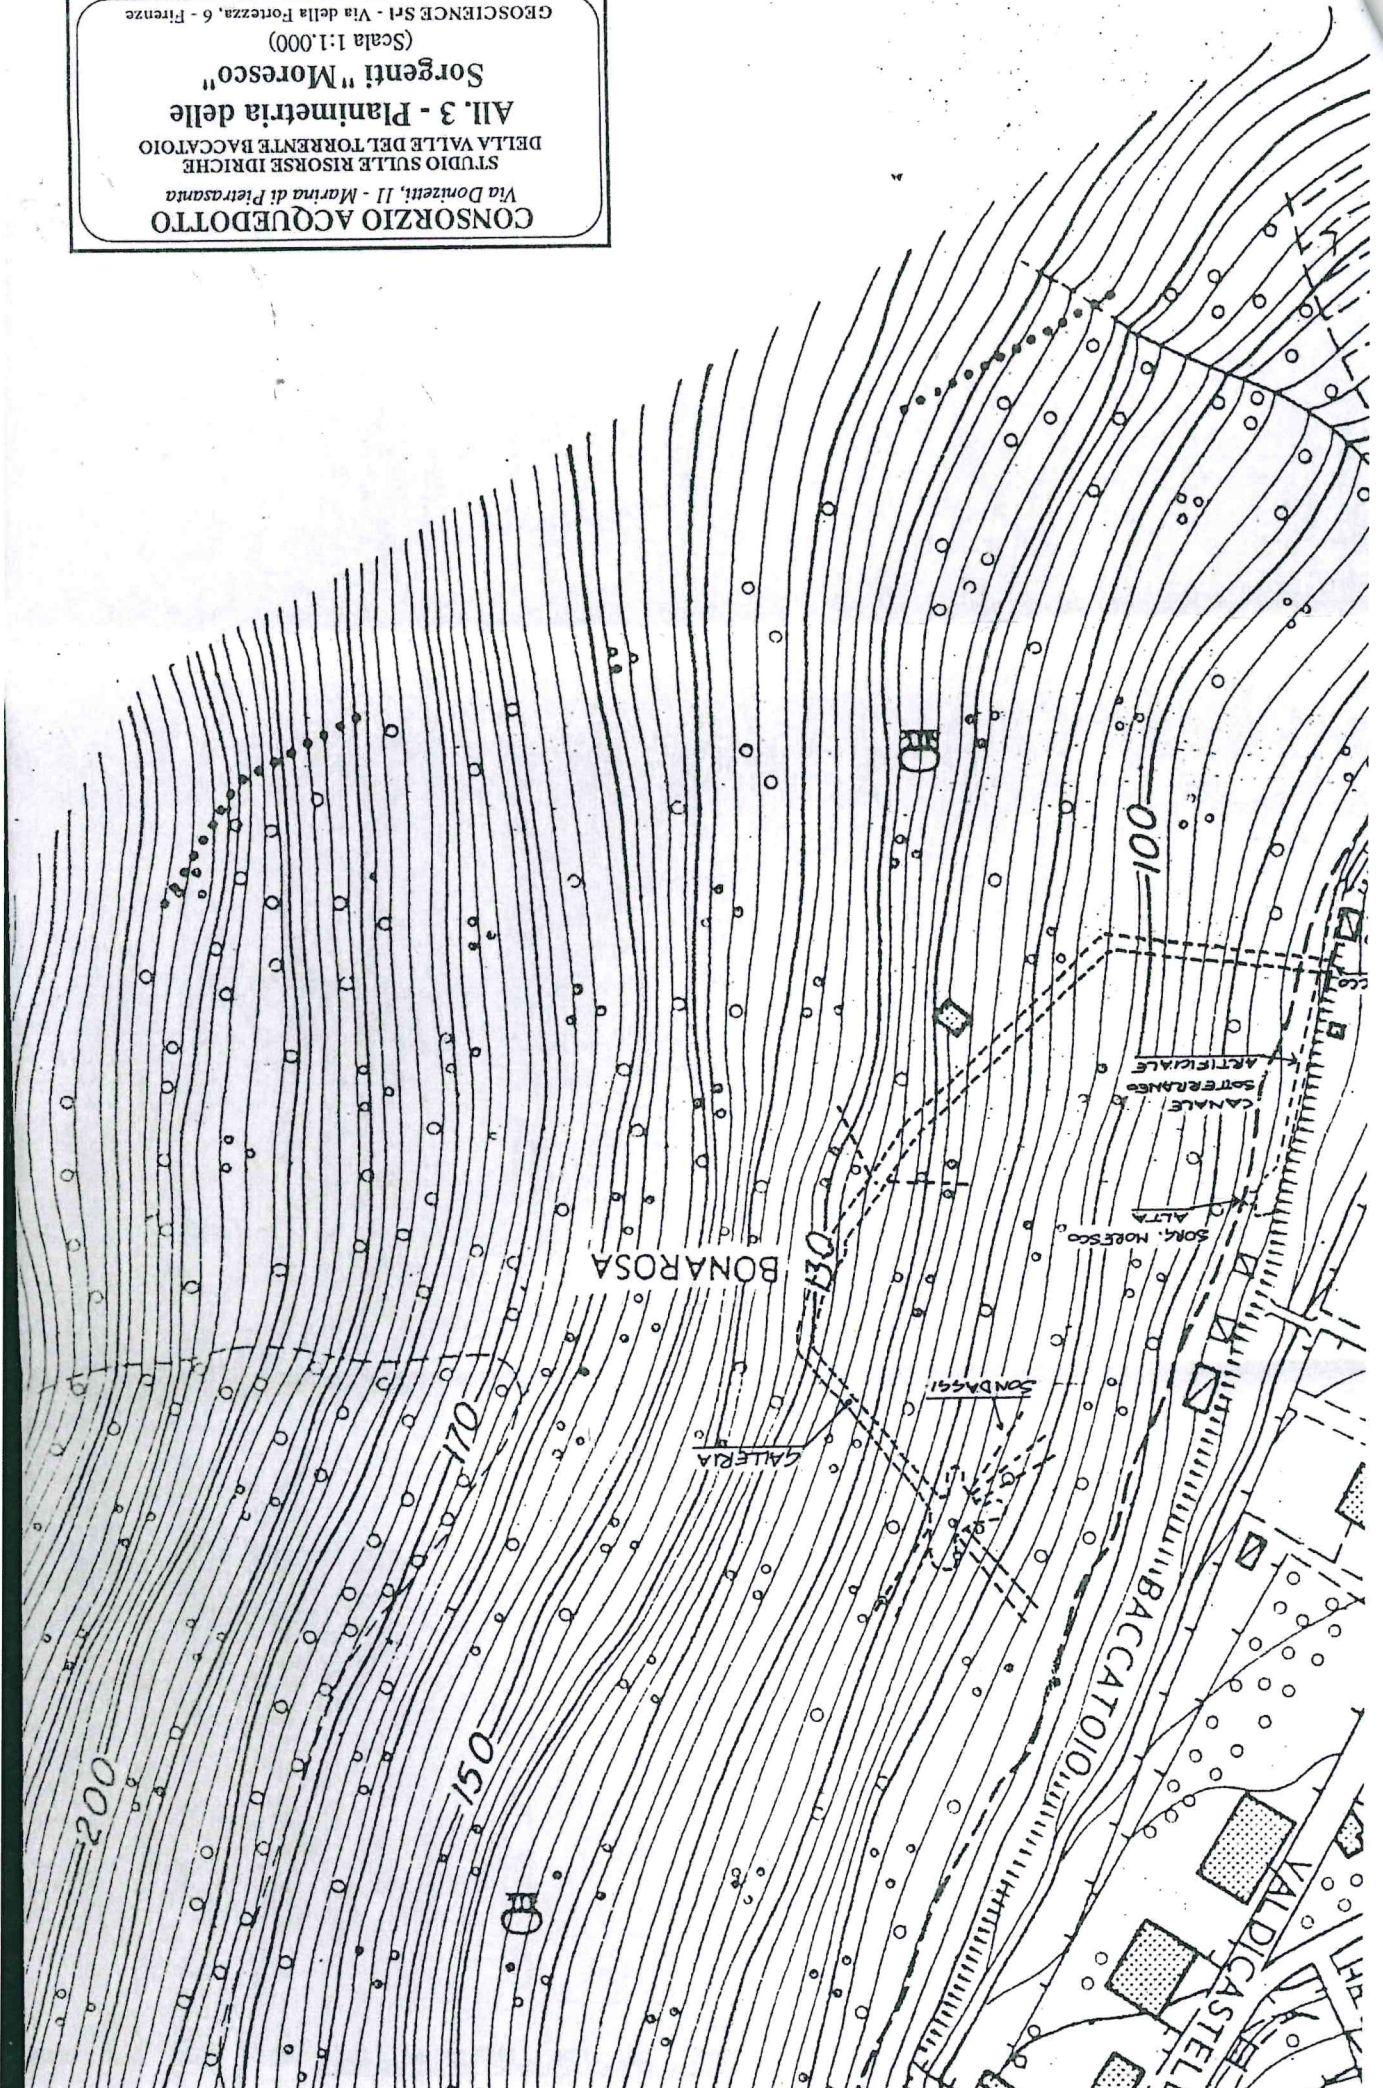 CONSORZIO ACQUEDOTTO
Via Donizetti, 11 - Marina di Pietrasanta
STUDIO SULLE RISORSE IDRICHE
DELLA VALLE DEL TORRENTE BACCATOIO
All. 3 - Planimetria delle
Sorgenti "Moresco"
(Scala 1:1.000)
GEOSCIENCE Srl - Via della Fortezza, 6 - Firenze
100
CANALE
SOTTERRANEO
ARTIFICIALE
SORG. MORESCO
ALTA
BONAROSA
130
SONDAGGI
GALLERIA
170
BACCATOIO
150
200
VALDICASTEL